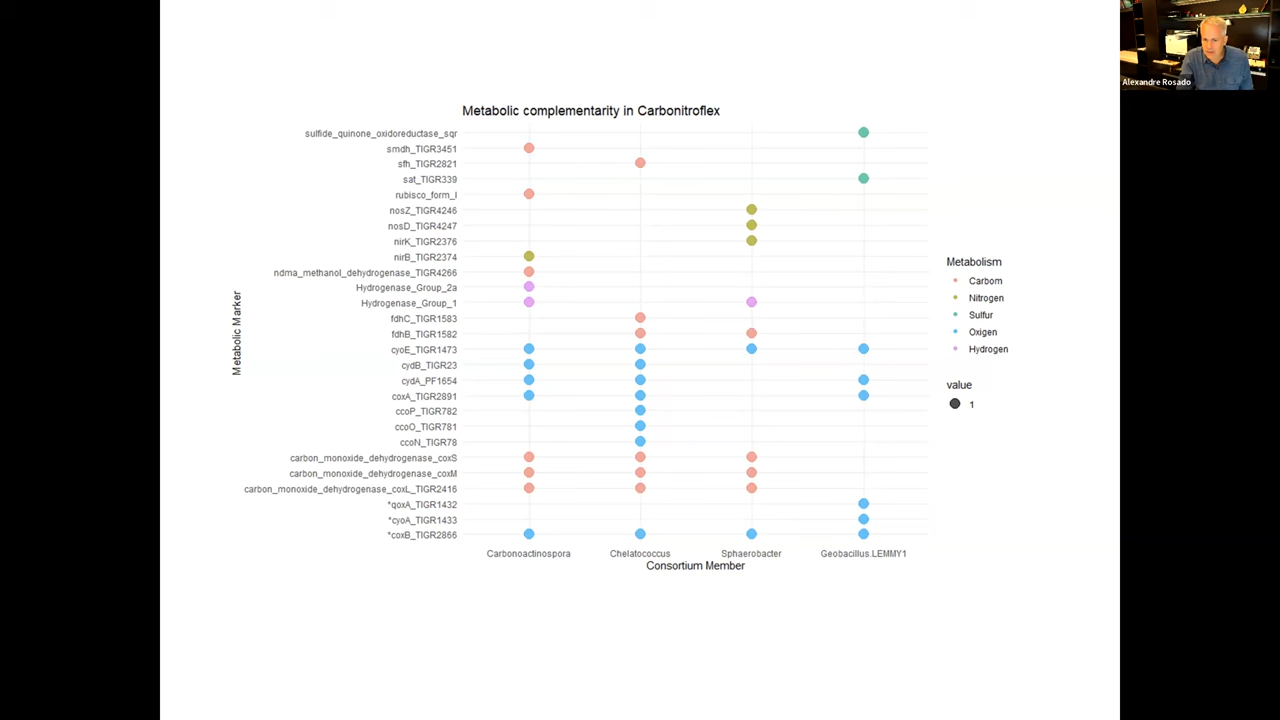 Alexandre Rosado
Metabolic complementarity in Carbonitroflex
sulfide_quinone_oxidoreductase_sqr
smdh_TIGR3451
sfh_TIGR2821
sat_TIGR339
rubisco_form_I
nosZ_TIGR4246
nosD_TIGR4247
nirK_TIGR2376
nirB_TIGR2374
ndma_methanol_dehydrogenase_TIGR4266
Hydrogenase_Group_2a
Hydrogenase_Group_1
fdhC_TIGR1583
fdhB_TIGR1582
cyoE_TIGR1473
cydB_TIGR23
cydA_PF1654
coxA_TIGR2891
ccoP_TIGR782
ccoO_TIGR781
ccoN_TIGR78
carbon_monoxide_dehydrogenase_coxS
carbon_monoxide_dehydrogenase_coxM
carbon_monoxide_dehydrogenase_coxL_TIGR2416
*qoxA_TIGR1432
*cyoA_TIGR1433
*coxB_TIGR2866
Metabolic Marker
Carbonoactinospora Chelatococcus Sphaerobacter Geobacillus.LEMMY1
Consortium Member
Metabolism
Carbom
Nitrogen
Sulfur
Oxigen
Hydrogen
value
1